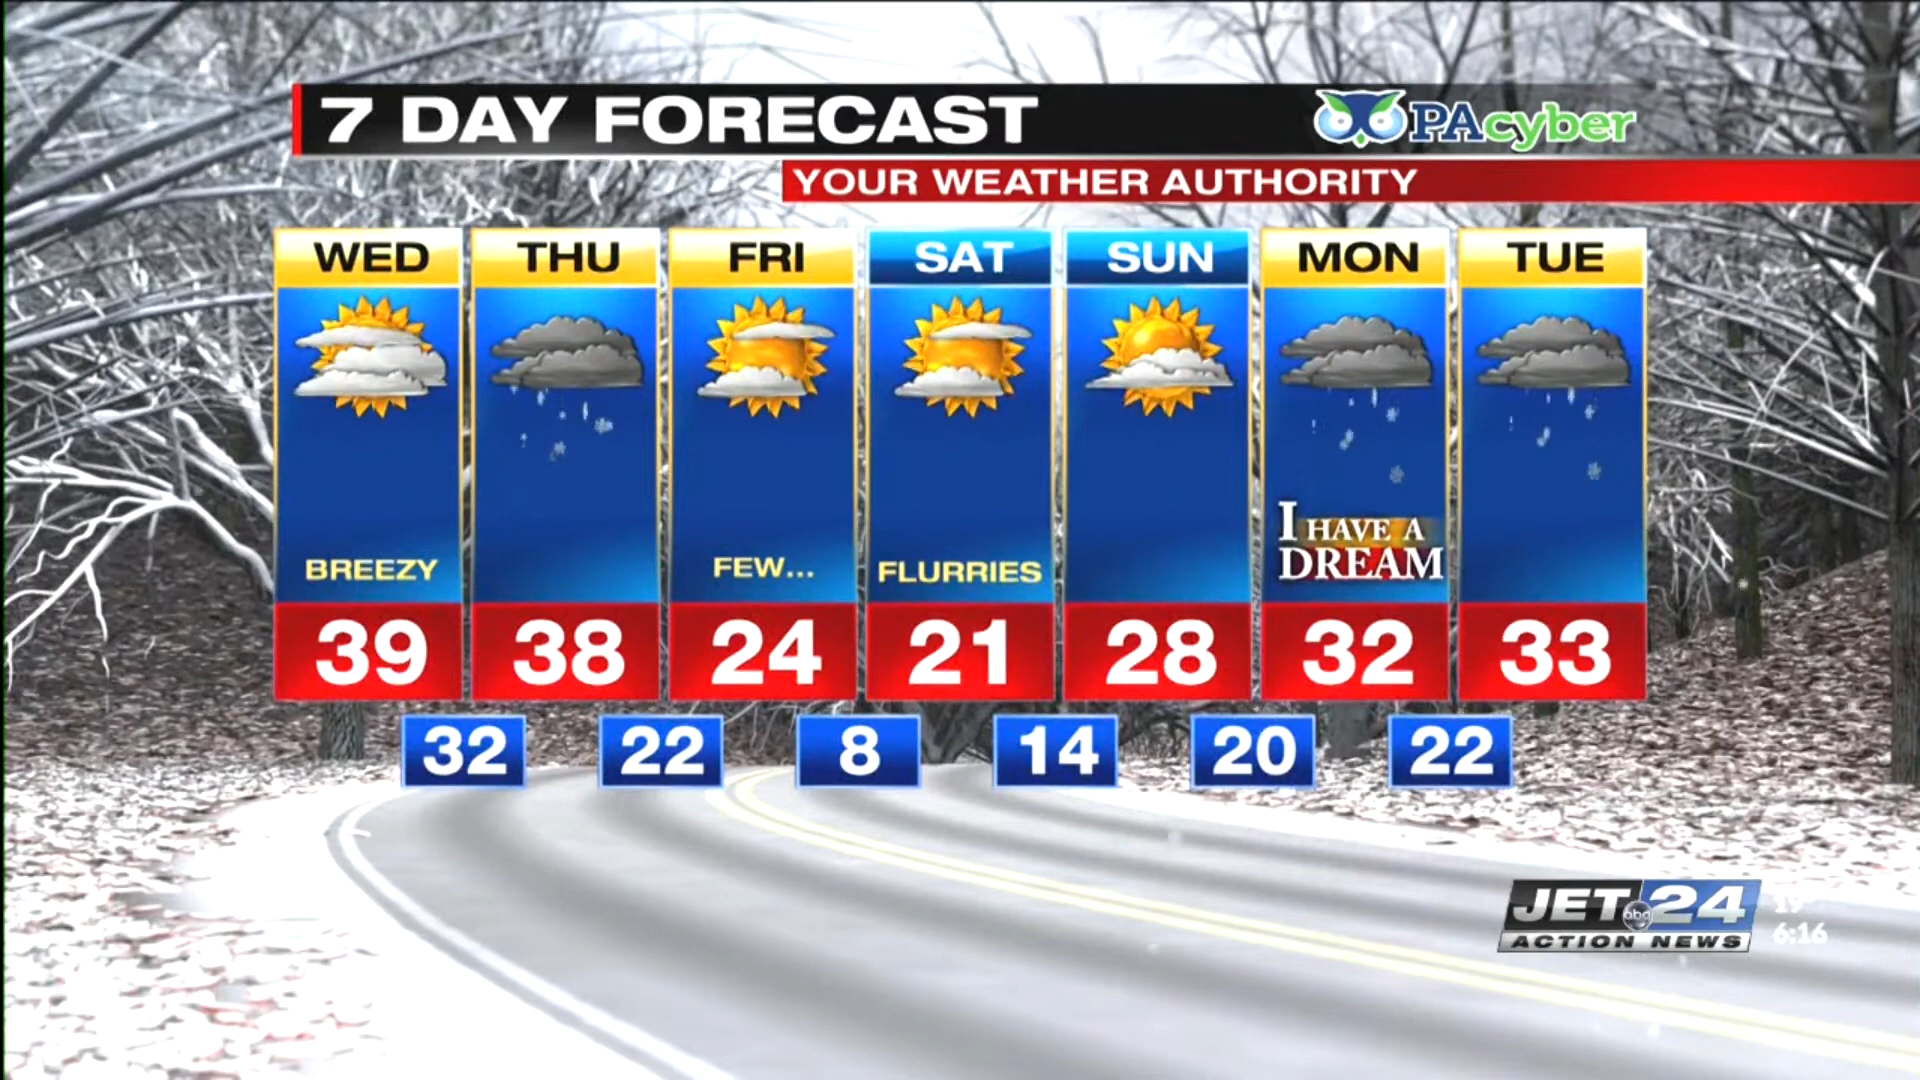 7 DAY FORECAST
PAcyber
YOUR WEATHER AUTHORITY
WED THU FRI SAT SUN MON TUE
I HAVE A
DREAM
BREEZY FEW... FLURRIES
39 38 24 21 28 32 33
32 22 8 14 20 22
JET abc 24
ACTION NEWS
6:16